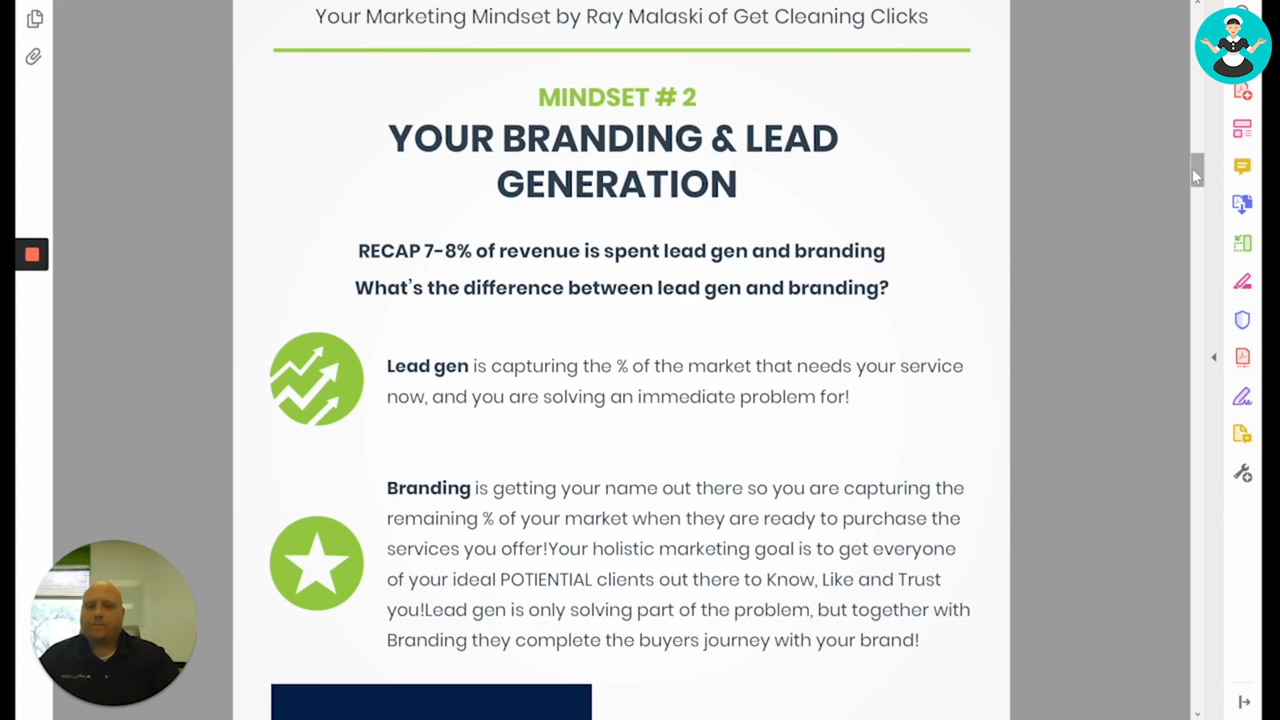 Your Marketing Mindset by Ray Malaski of Get Cleaning Clicks
MINDSET # 2
YOUR BRANDING & LEAD
GENERATION
RECAP 7-8% of revenue is spent lead gen and branding
What's the difference between lead gen and branding?
Lead gen is capturing the % of the market that needs your service
now, and you are solving an immediate problem for!
Branding is getting your name out there so you are capturing the
remaining % of your market when they are ready to purchase the
services you offer!Your holistic marketing goal is to get everyone
of your ideal POTIENTIAL clients out there to Know, Like and Trust
you!Lead gen is only solving part of the problem, but together with
Branding they complete the buyers journey with your brand!